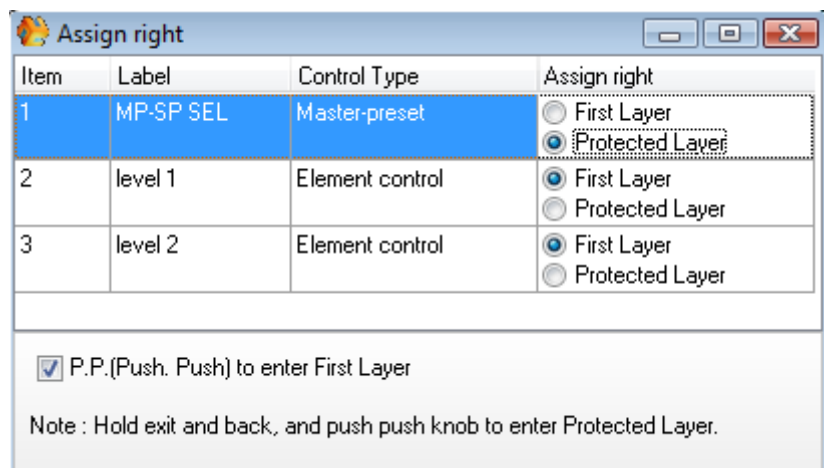 Assign right
Item Label Control Type Assign right
1 MP-SP SEL Master-preset First Layer
Protected Layer
2 level 1 Element control First Layer
Protected Layer
3 level 2 Element control First Layer
Protected Layer
P.P.(Push. Push) to enter First Layer
Note : Hold exit and back, and push push knob to enter Protected Layer.